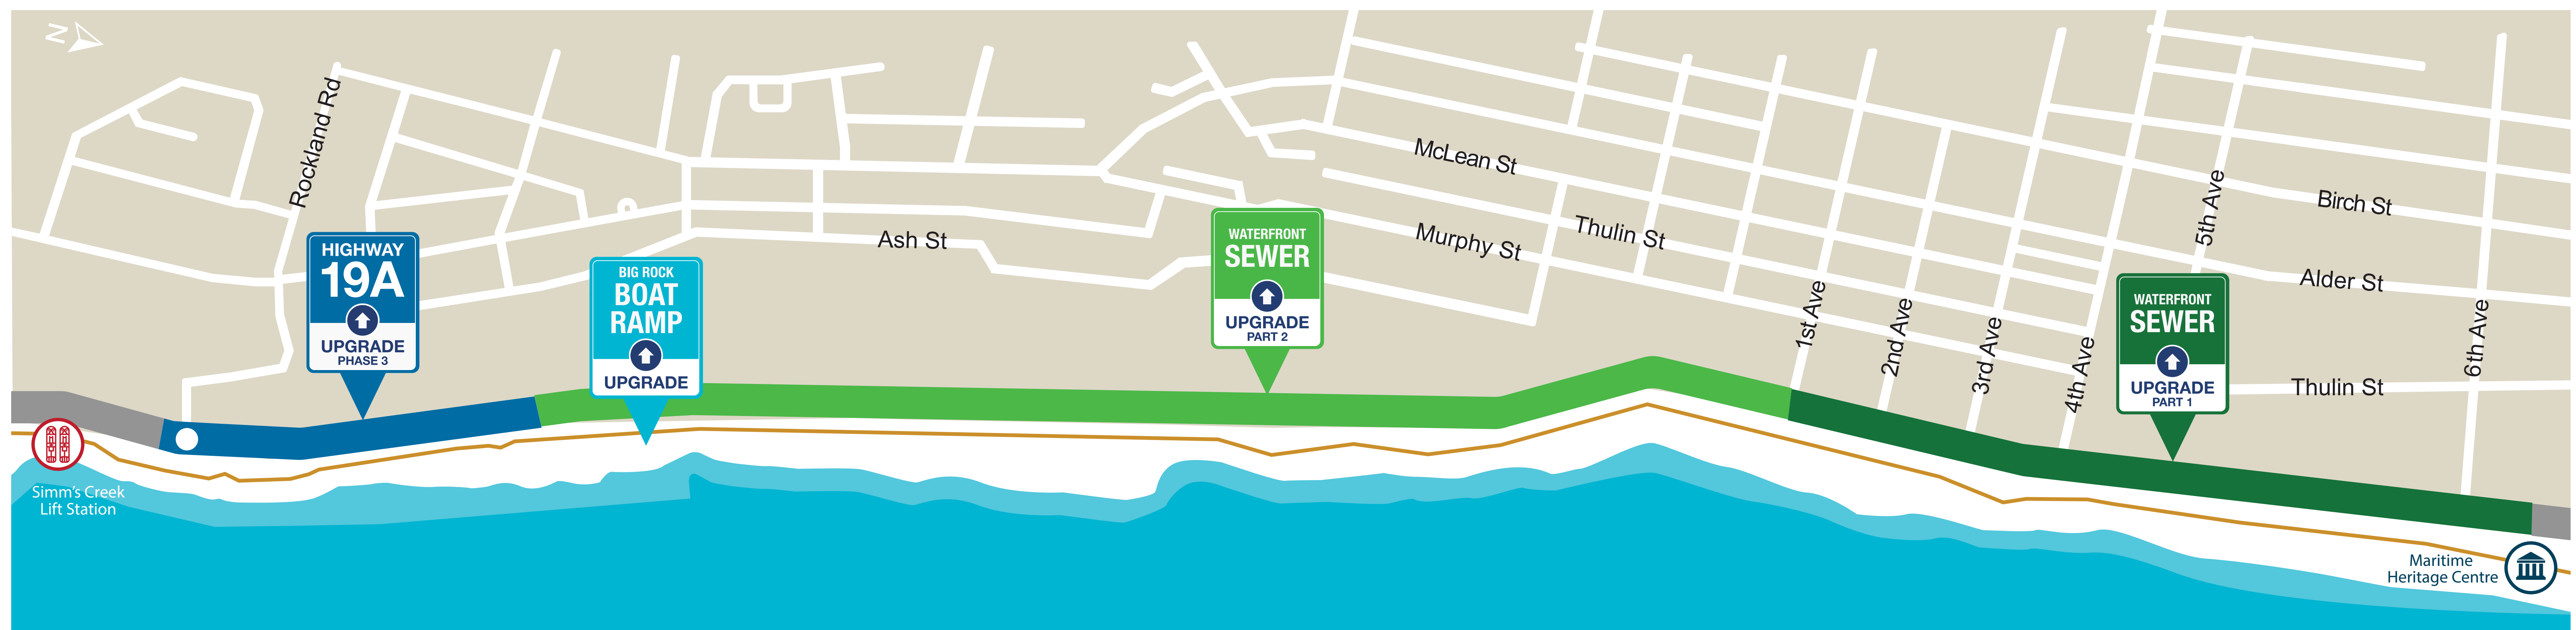 N
Rockland Rd
HIGHWAY
19A
UPGRADE
PHASE 3
BIG ROCK
BOAT
RAMP
UPGRADE
Ash St
WATERFRONT
SEWER
UPGRADE
PART 2
McLean St
Murphy St
Thulin St
1st Ave
2nd Ave
3rd Ave
4th Ave
5th Ave
WATERFRONT
SEWER
UPGRADE
PART 1
Birch St
Alder St
Thulin St
6th Ave
Simm's Creek
Lift Station
Maritime
Heritage Centre